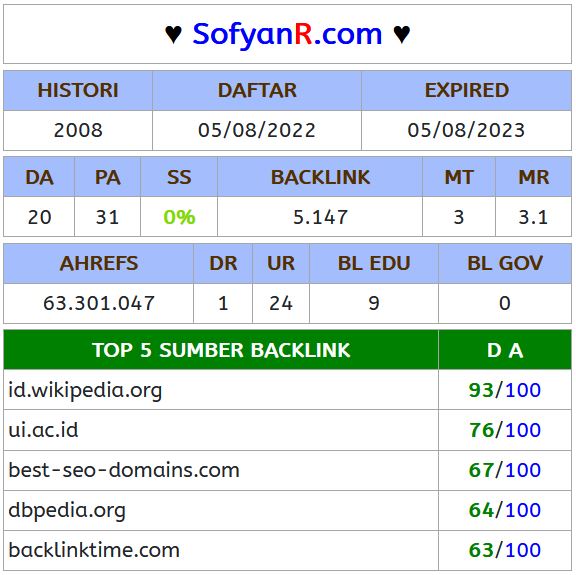 ♥ SofyanR.com ♥
HISTORI DAFTAR EXPIRED
2008 05/08/2022 05/08/2023
DA PA SS BACKLINK MT MR
20 31 0% 5.147 3 3.1
AHREFS DR UR BL EDU BL GOV
63.301.047 1 24 9 0
TOP 5 SUMBER BACKLINK D A
id.wikipedia.org 93/100
ui.ac.id 76/100
best-seo-domains.com 67/100
dbpedia.org 64/100
backlinktime.com 63/100